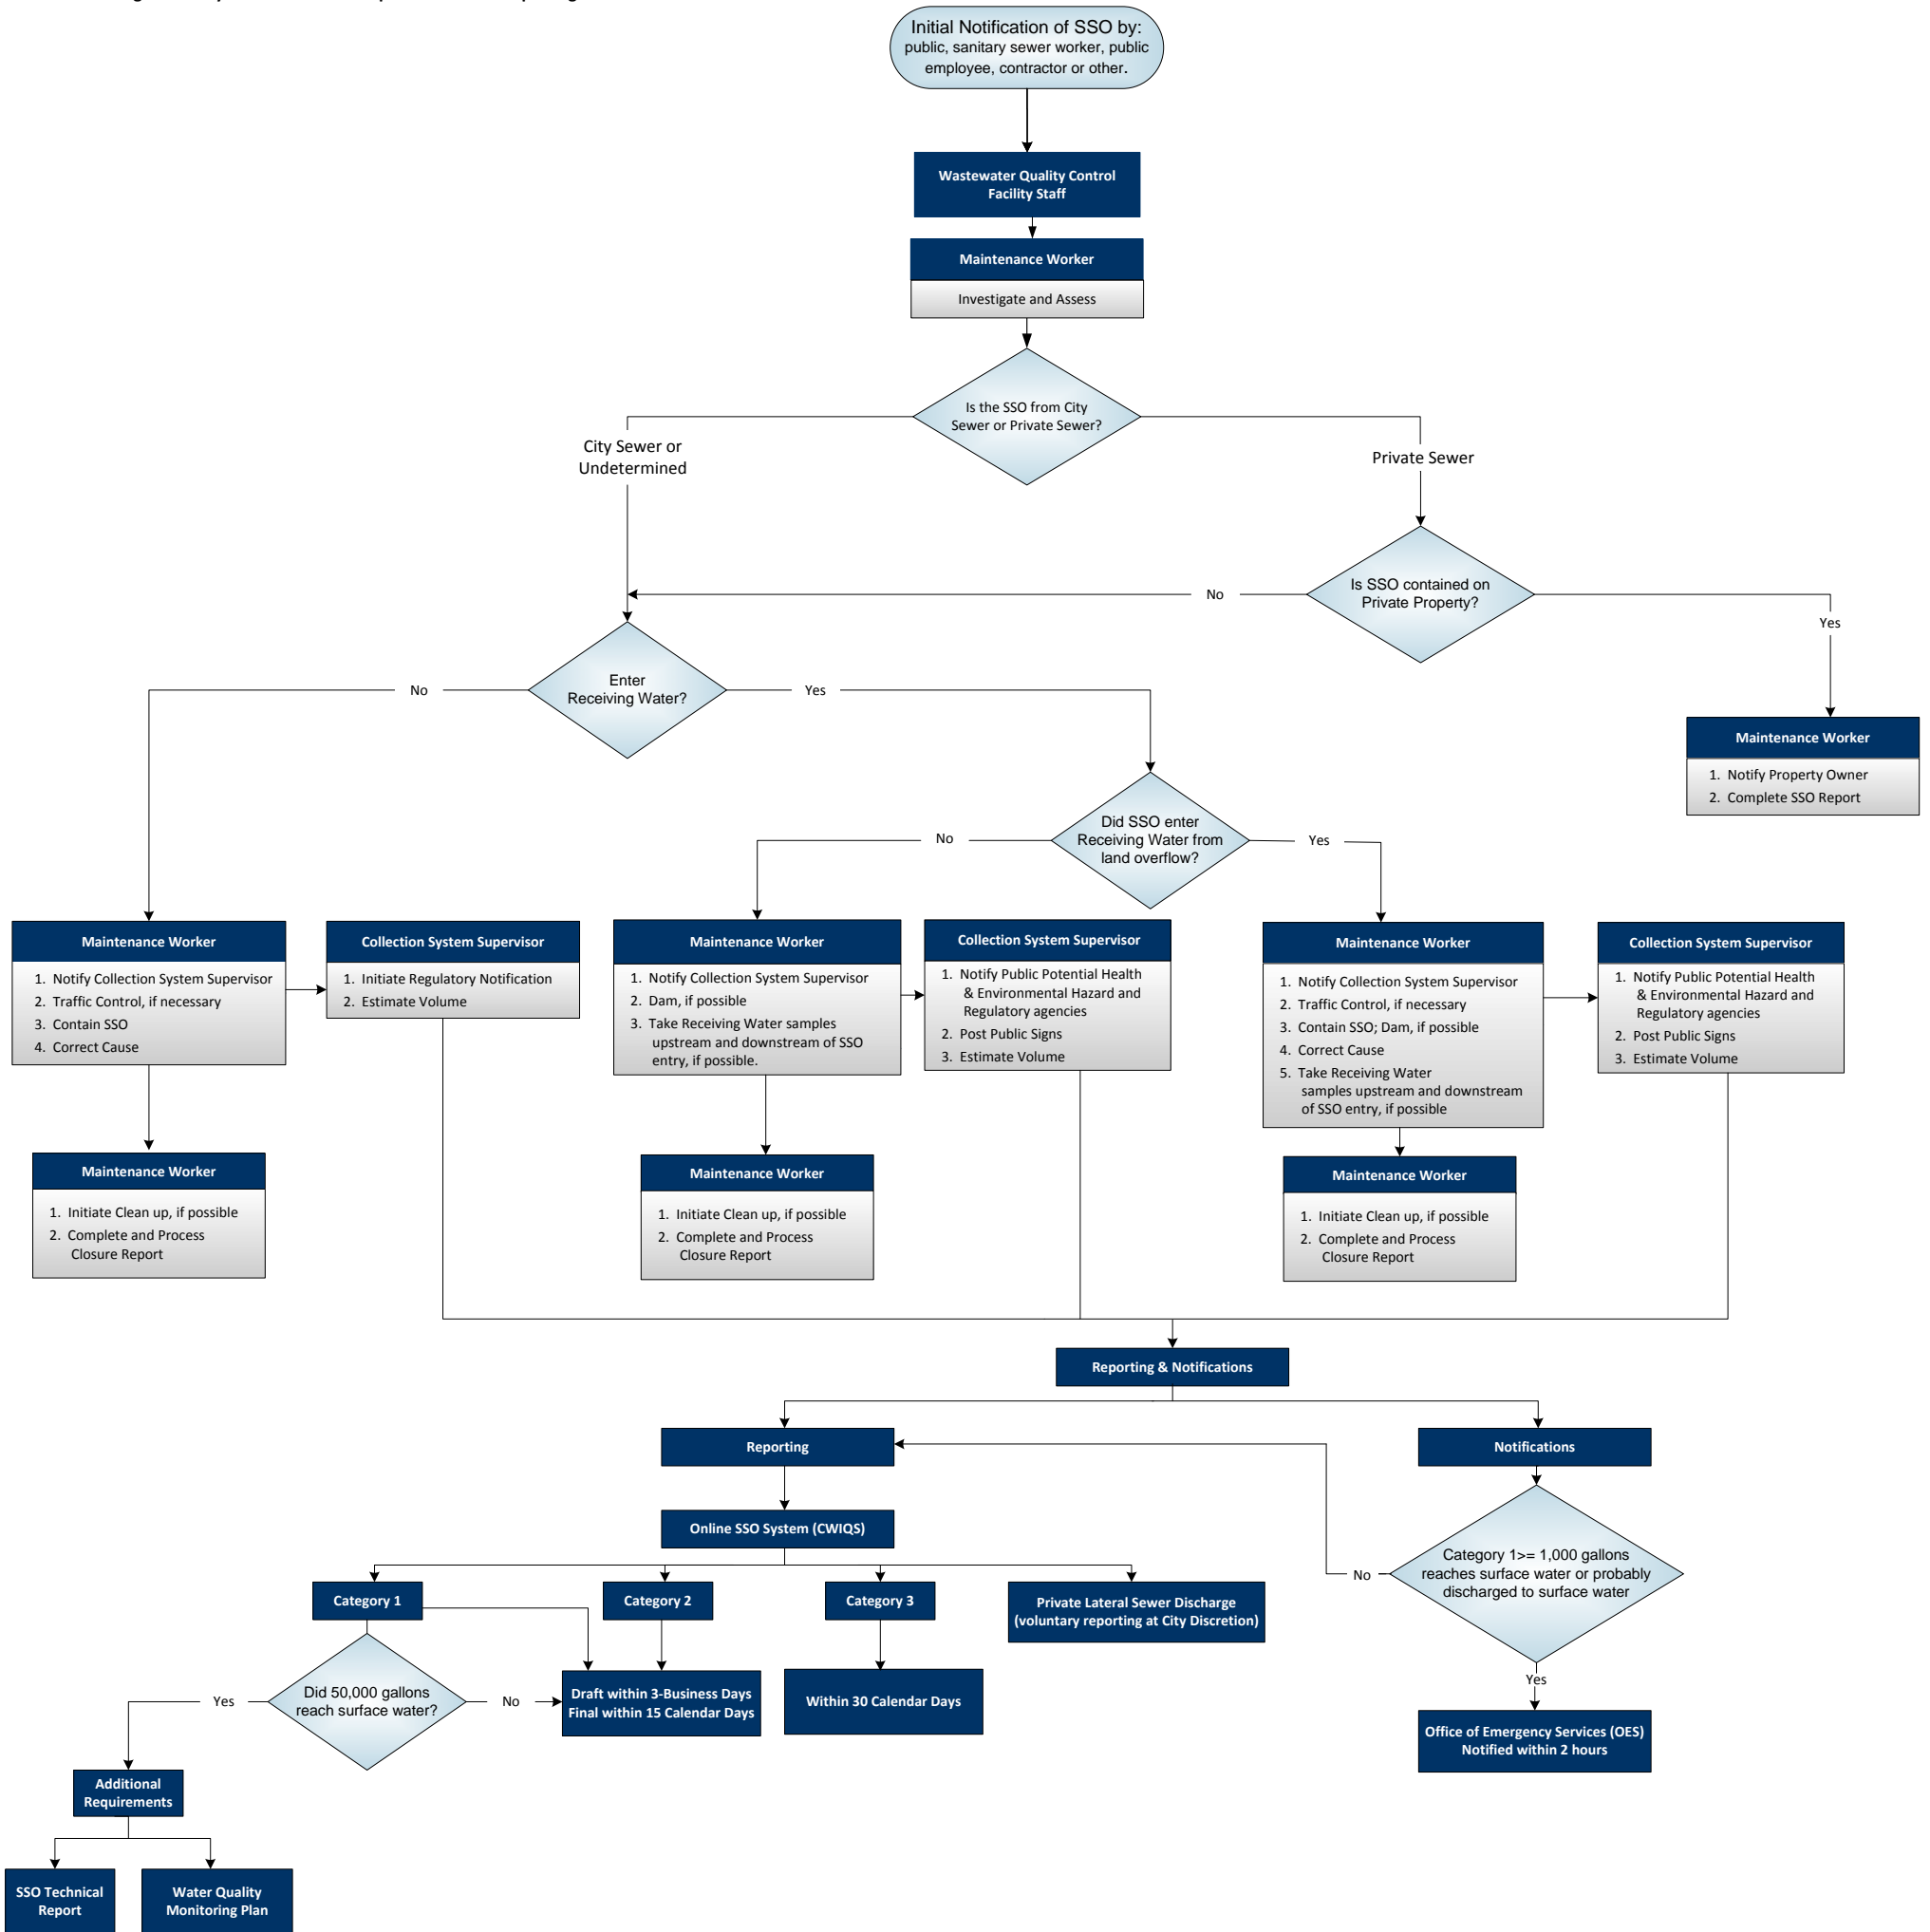 Initial Notification of SSO by:
public, sanitary sewer worker, public
employee, contractor or other.
Wastewater Quality Control
Facility Staff
Maintenance Worker
Investigate and Assess
Is the SSO from City
Sewer or Private Sewer?
City Sewer or
Undetermined
Private Sewer
Is SSO contained on
Private Property?
No
Yes
Enter
Receiving Water?
No
Yes
Maintenance Worker
1. Notify Property Owner
2. Complete SSO Report
Did SSO enter
Receiving Water from
land overflow?
No
Yes
Maintenance Worker
1. Notify Collection System Supervisor
2. Traffic Control, if necessary
3. Contain SSO
4. Correct Cause
Collection System Supervisor
1. Initiate Regulatory Notification
2. Estimate Volume
Maintenance Worker
1. Notify Collection System Supervisor
2. Dam, if possible
3. Take Receiving Water samples
upstream and downstream of SSO
entry, if possible.
Collection System Supervisor
1. Notify Public Potential Health
& Environmental Hazard and
Regulatory agencies
2. Post Public Signs
3. Estimate Volume
Maintenance Worker
1. Notify Collection System Supervisor
2. Traffic Control, if necessary
3. Contain SSO; Dam, if possible
4. Correct Cause
5. Take Receiving Water
samples upstream and downstream
of SSO entry, if possible
Collection System Supervisor
1. Notify Public Potential Health
& Environmental Hazard and
Regulatory agencies
2. Post Public Signs
3. Estimate Volume
Maintenance Worker
1. Initiate Clean up, if possible
2. Complete and Process
Closure Report
Maintenance Worker
1. Initiate Clean up, if possible
2. Complete and Process
Closure Report
Maintenance Worker
1. Initiate Clean up, if possible
2. Complete and Process
Closure Report
Reporting & Notifications
Reporting
Notifications
Online SSO System (CWIQS)
Category 1>= 1,000 gallons
reaches surface water or probably
discharged to surface water
No
Yes
Category 1
Category 2
Category 3
Private Lateral Sewer Discharge
(voluntary reporting at City Discretion)
Did 50,000 gallons
reach surface water?
Yes
No
Draft within 3-Business Days
Final within 15 Calendar Days
Within 30 Calendar Days
Office of Emergency Services (OES)
Notified within 2 hours
Additional
Requirements
SSO Technical
Report
Water Quality
Monitoring Plan